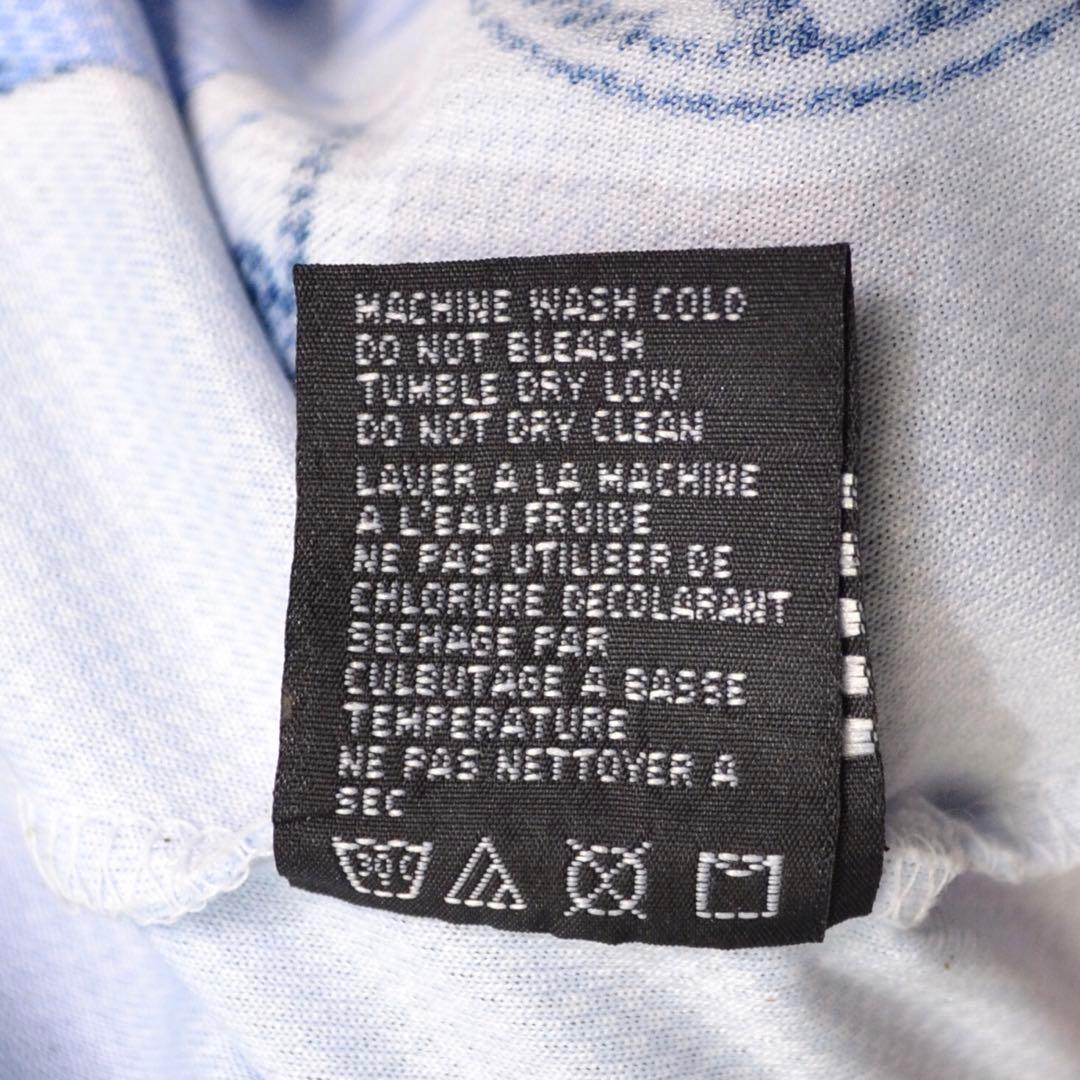 MACHINE WASH COLD
DO NOT BLEACH
TUMBLE DRY LOW
DO NOT DRY CLEAN
LAVER A LA MACHINE
A L'EAU FROIDE
NE PAS UTILISER DE
CHLORURE DECOLARANT
SECHAGE PAR
CULBUTAGE A BASSE
TEMPERATURE
NE PAS NETTOYER A
SEC
30°C